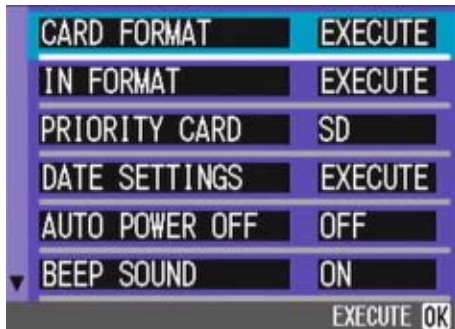 CARD FORMAT EXECUTE
IN FORMAT EXECUTE
PRIORITY CARD SD
DATE SETTINGS EXECUTE
AUTO POWER OFF OFF
BEEP SOUND ON
EXECUTE OK